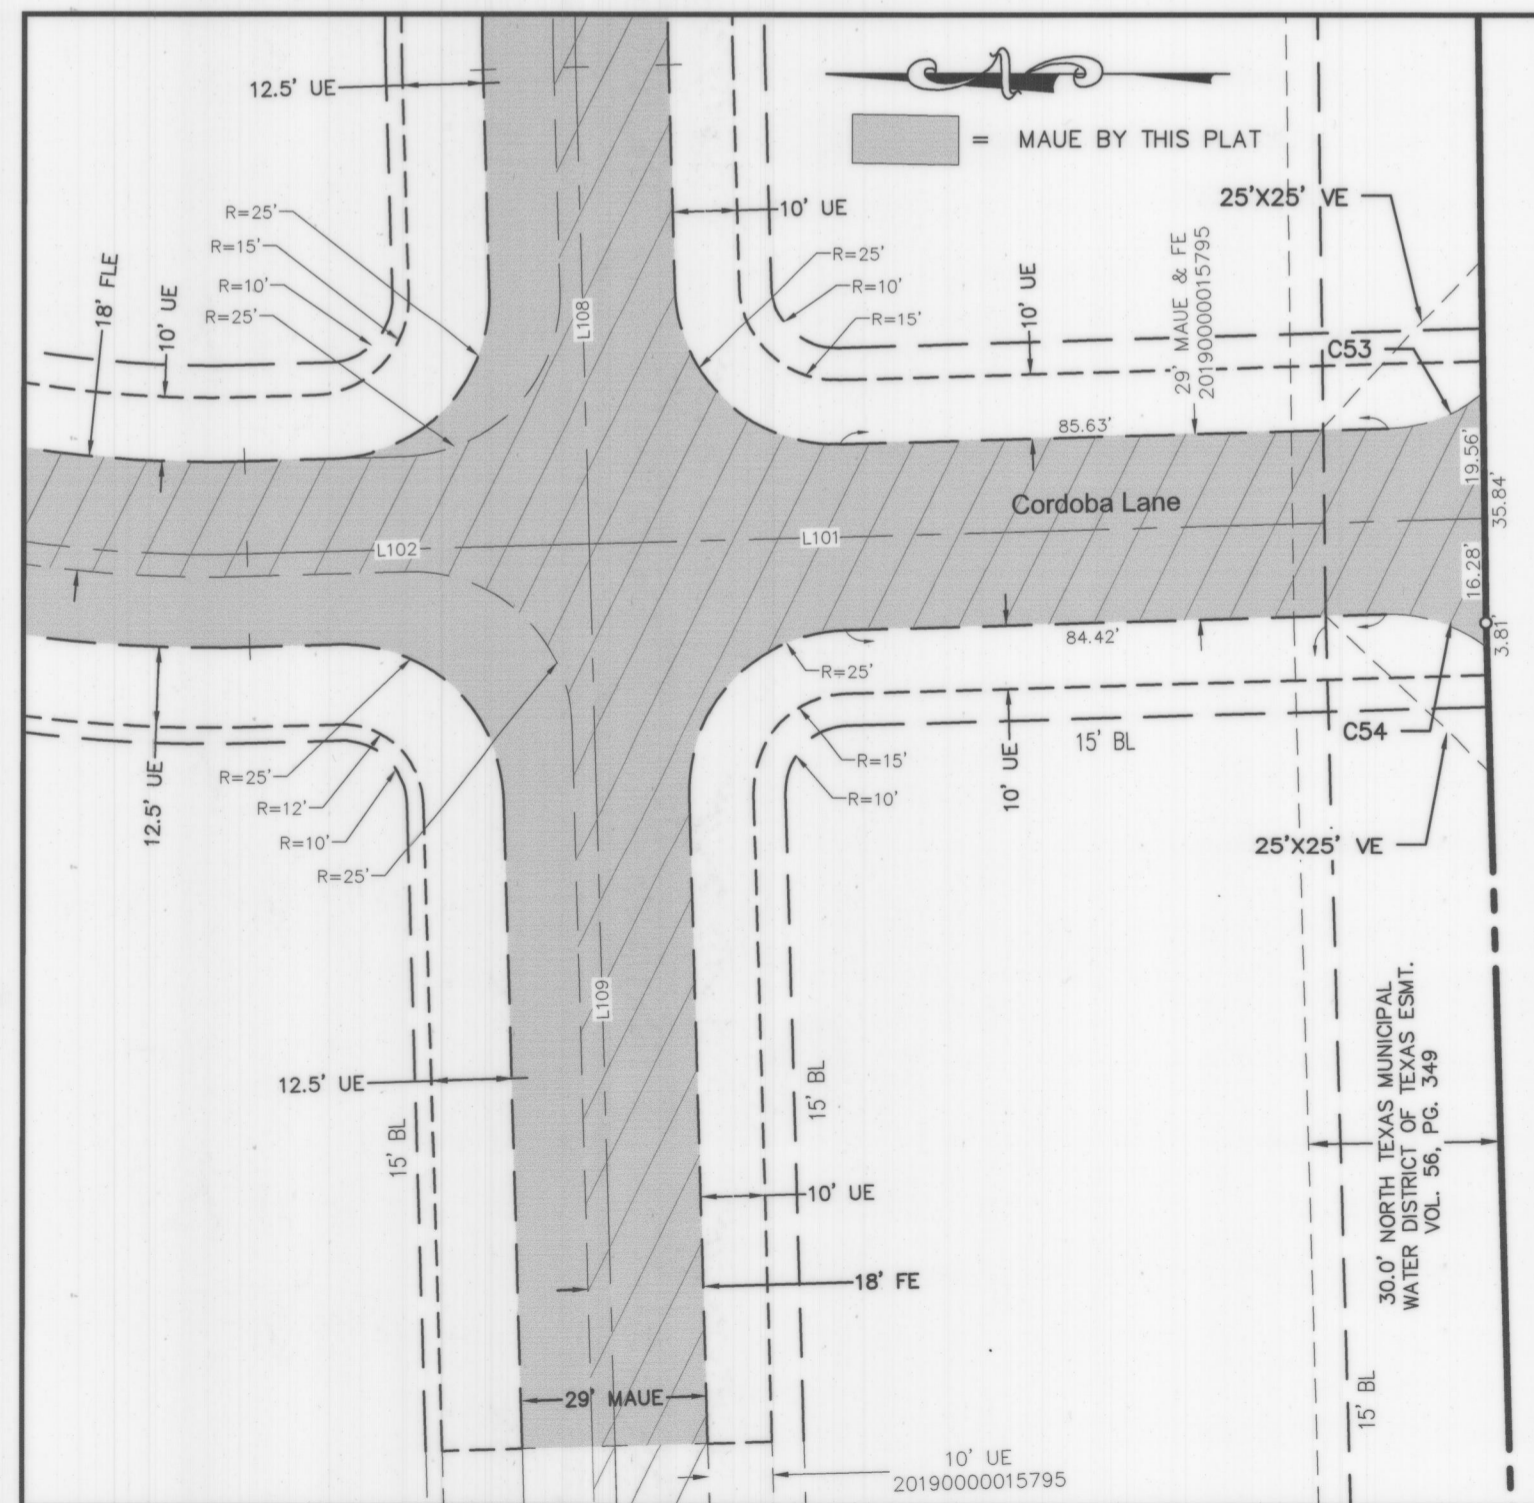 12.5' UE
= MAUE BY THIS PLAT
25'X25' VE
10' UE
R=25'
R=15'
R=10'
R=25'
R=25'
R=10'
R=15'
18' FLE
10' UE
L108
10' UE
29' MAUE & FE
20190000015795
C53
85.63'
19.56'
35.84'
Cordoba Lane
L102
L101
16.28'
3.81'
84.42'
R=25'
C54
15' BL
R=15'
R=10'
10' UE
12.5' UE
R=25'
R=12'
R=10'
R=25'
25'X25' VE
L109
12.5' UE
15' BL
15' BL
30.0' NORTH TEXAS MUNICIPAL
WATER DISTRICT OF TEXAS ESMT.
VOL. 56, PG. 349
10' UE
18' FE
29' MAUE
15' BL
10' UE
20190000015795